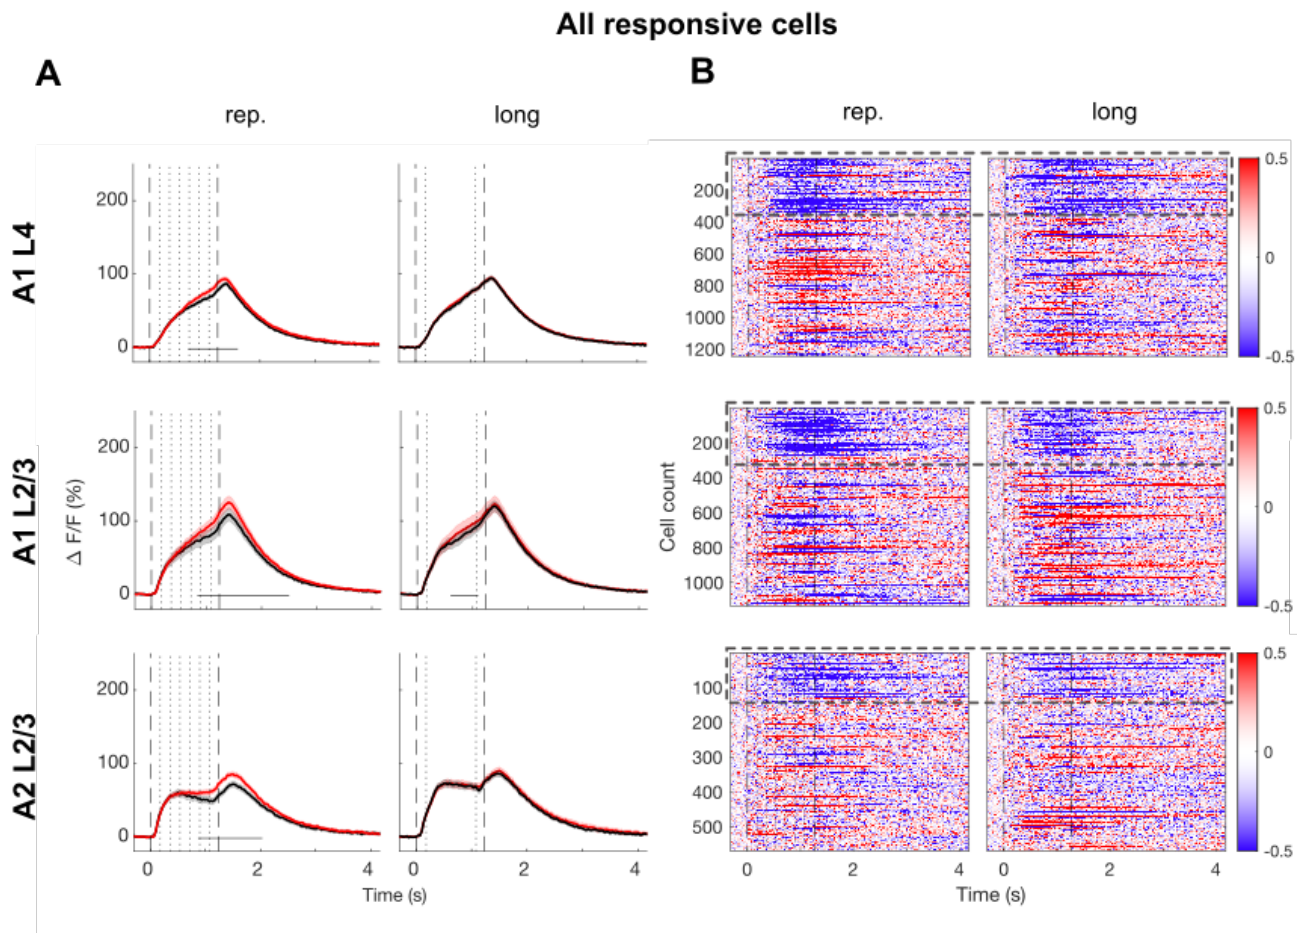 All responsive cells
A
B
rep.
long
rep.
long
A1 L4
200
100
0
200
400
600
800
1000
1200
0.5
0
-0.5
A1 L2/3
Δ F/F (%)
200
100
0
Cell count
200
400
600
800
1000
0.5
0
-0.5
A2 L2/3
200
100
0
100
200
300
400
500
0.5
0
-0.5
0 2 4
0 2 4
0 2 4
0 2 4
Time (s)
Time (s)